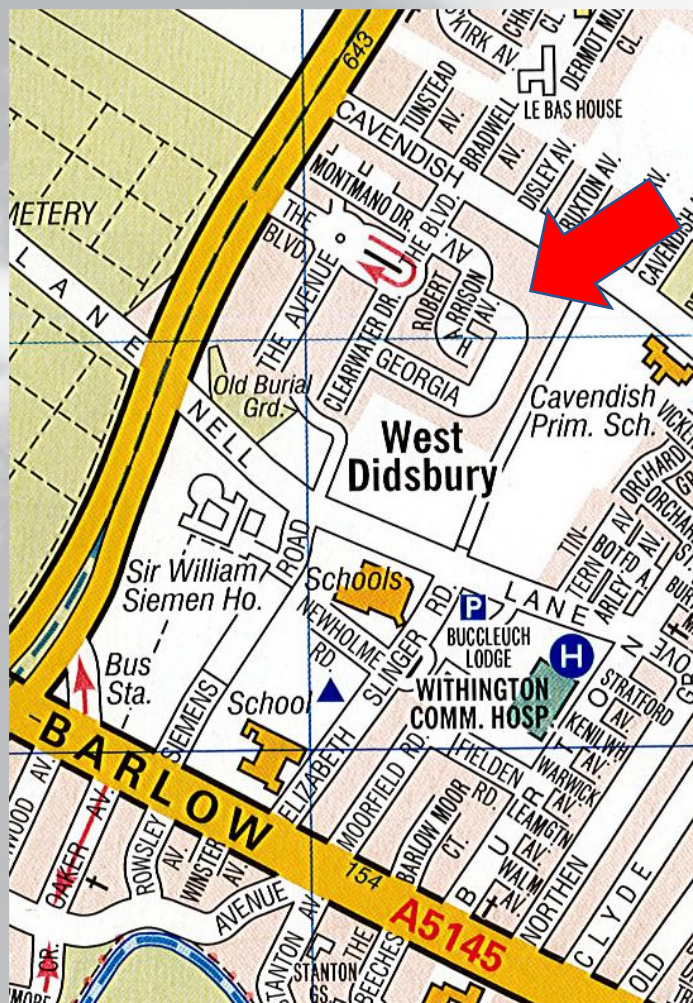 643
KIRK AV.
CL.
DERMOT
LE BAS HOUSE
TUNSTEAD
AV.
CAVENDISH
BRADWELL
AV.
DISLEY AV.
BUXTON AV.
AV.
CAVENDISH
MONTMANO DR.
METERY
THE
BLVD.
THE BLVD.
AV
LANE
THE AVENUE
ROBERT
HARRISON
AV.
CLEARWATER DR.
GEORGIA
Old Burial
Grd.
NELL
West
Didsbury
Cavendish
Prim. Sch.
ORCHARD
TIN-
TERN
AV
BOTFD A.
AV.
ARLEY
Sir William
Siemen Ho.
ROAD
Schools
NEWHOLME
RD.
SLINGER
RD.
P
LANE
BUCCLEUCH
LODGE
H
WITHINGTON
COMM. HOSP.
STRATFORD
AV.
Bus
Sta.
SIEMENS
School
ELIZABETH
MOORFIELD RD.
FIELDEN
RD.
KENILWH
AV.
WARWICK
AV.
BARLOW MOOR
CT.
LEAMGTN
AV.
WALM
AV.
BURTON
BARLOW
154
A5145
NORTHEN
CLYDE
OLD
OAKER AV.
ROWSLEY
AV.
WINSTER
AV.
AVENUE
STANTON AV.
STANTON
GS.
THE
BEECHES
CR.